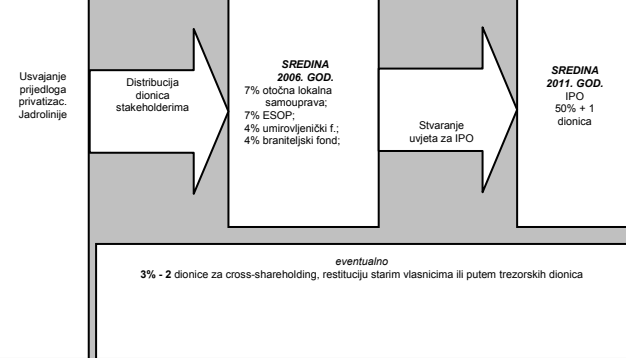 Usvajanje
prijedloga
privatizac.
Jadrolinije
Distribucija
dionica
stakeholderima
SREDINA
2006. GOD.
7% otočna lokalna
samouprava;
7% ESOP;
4% umirovljenički f.;
4% braniteljski fond;
Stvaranje
uvjeta za IPO
SREDINA
2011. GOD.
IPO
50% + 1
dionica
eventualno
3% - 2 dionice za cross-shareholding, restituciju starim vlasnicima ili putem trezorskih dionica